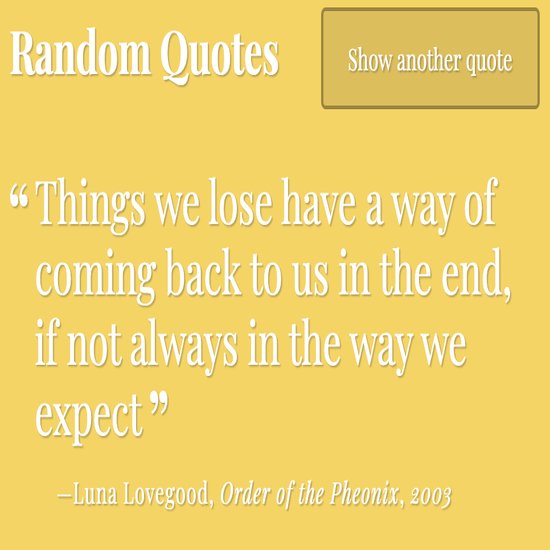 Random Quotes
Show another quote
“Things we lose have a way of
coming back to us in the end,
if not always in the way we
expect”
–Luna Lovegood, Order of the Pheonix, 2003